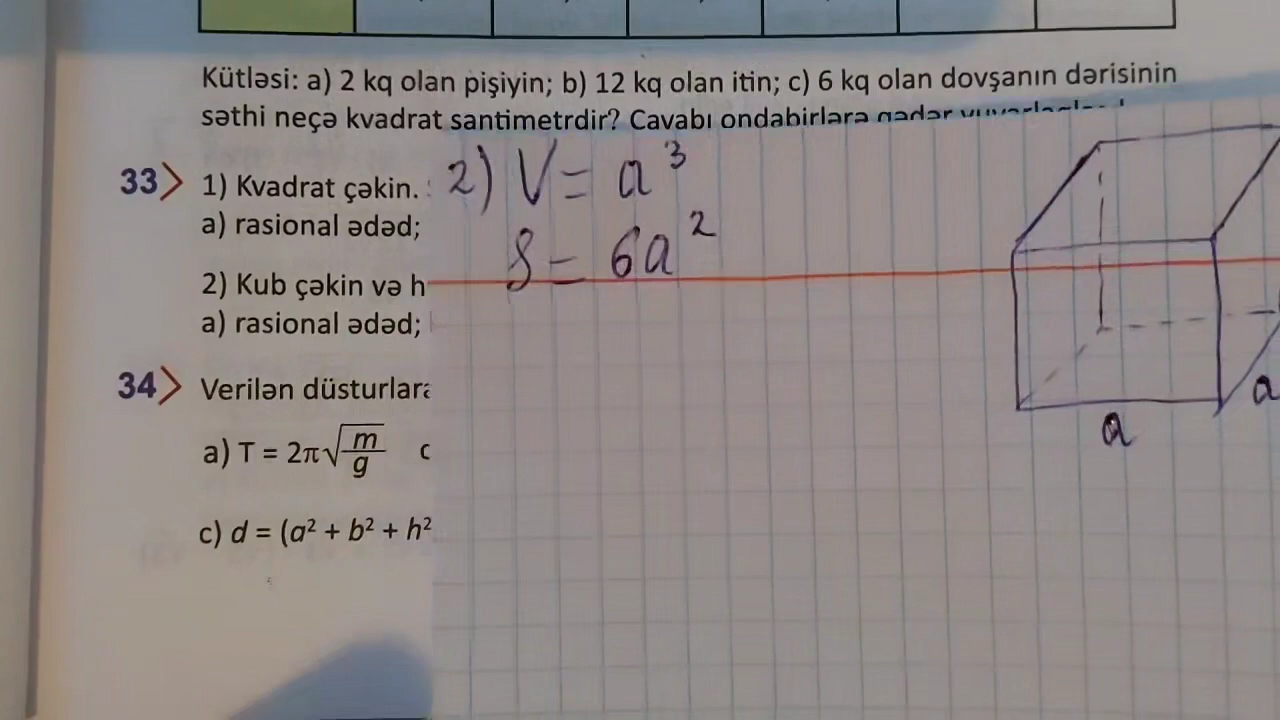 Kütləsi: a) 2 kq olan pişiyin; b) 12 kq olan itin; c) 6 kq olan dovşanın dərisinin
səthi neçə kvadrat santimetrdir? Cavabı ondabirlərə qədər
33 1) Kvadrat çəkin.
a) rasional ədəd;
2) Kub çəkin və h
a) rasional ədəd;
34 Verilən düsturlar
a) T = 2π√(m/g)
c) d = (a² + b² + h²
2) V = a³
S = 6a²
a
a